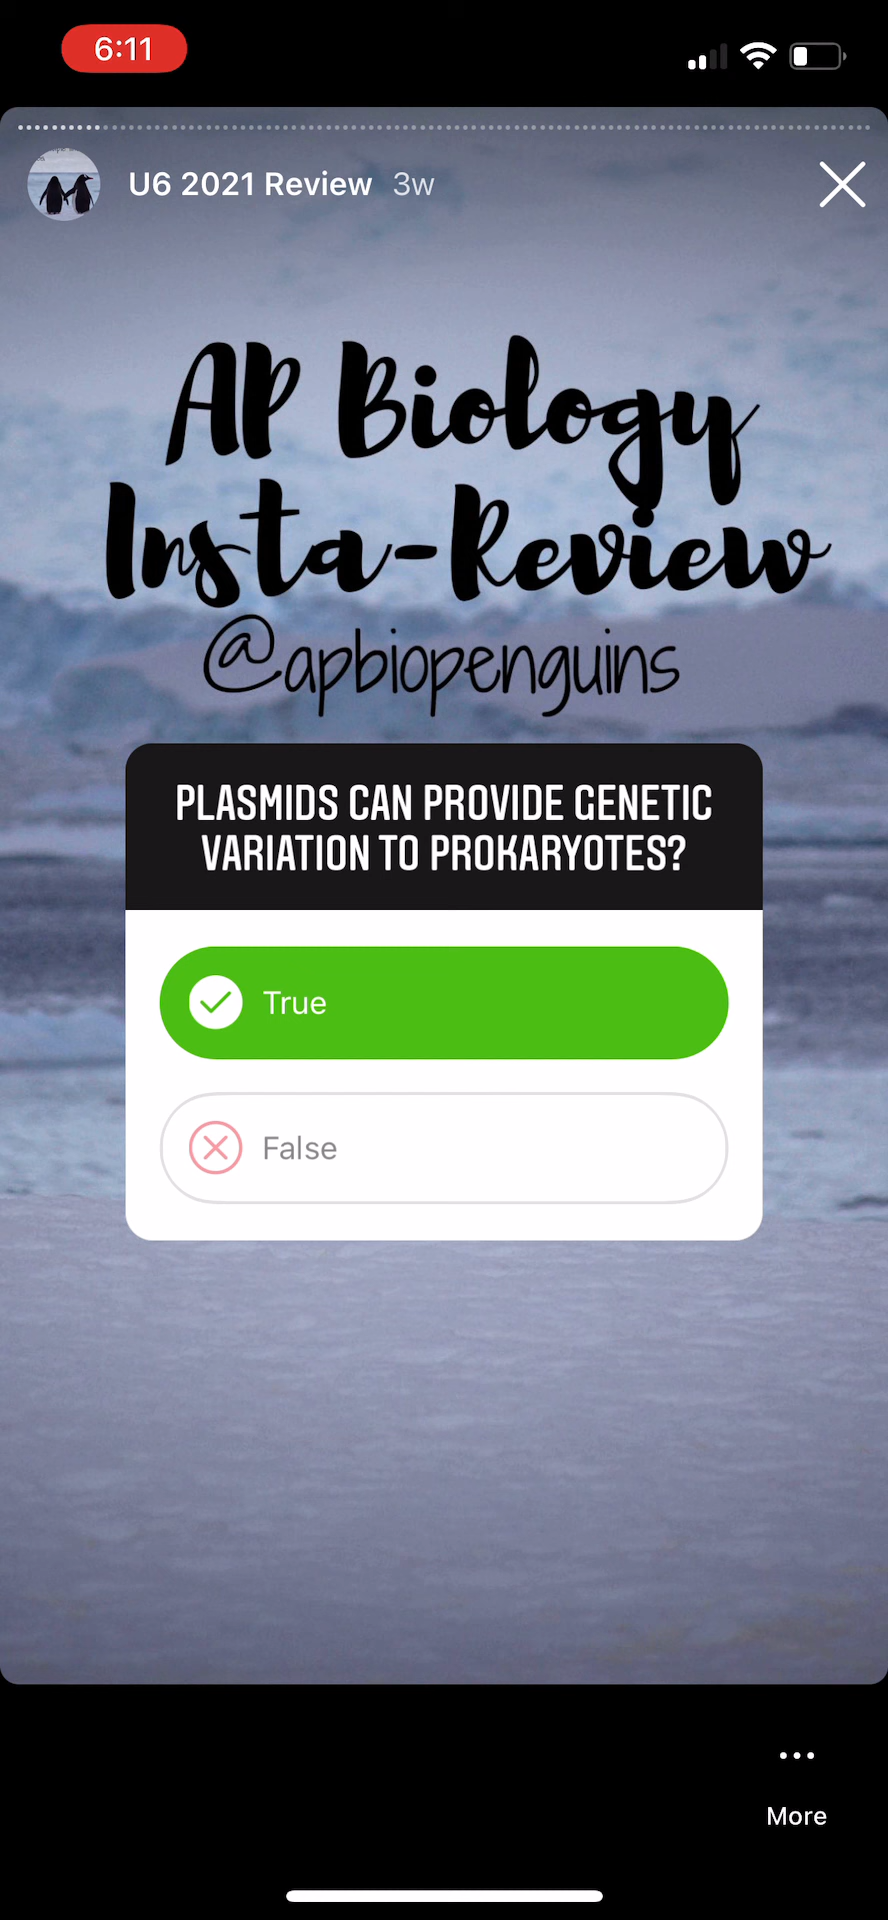 6:11
U6 2021 Review 3w
AP Biology
Insta-Review
@apbiopenguins
PLASMIDS CAN PROVIDE GENETIC
VARIATION TO PROKARYOTES?
True
False
More